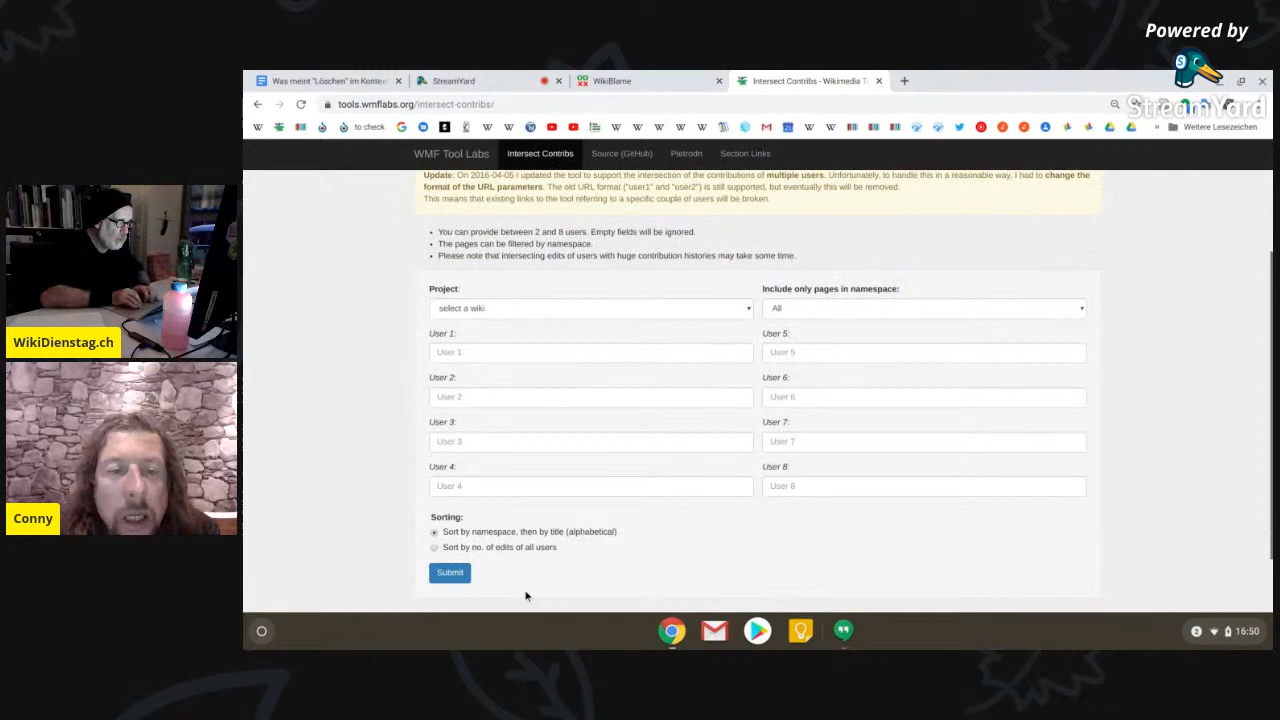 Powered by
StreamYard
Was meint "Löschen" im Kontex
StreamYard
WikiBlame
Intersect Contribs - Wikimedia T
tools.wmflabs.org/intersect-contribs/
to check
Weitere Lesezeichen
WMF Tool Labs
Intersect Contribs
Source (GitHub)
Pietrodn
Section Links
Update: On 2016-04-05 I updated the tool to support the intersection of the contributions of multiple users. Unfortunately, to handle this in a reasonable way, I had to change the
format of the URL parameters. The old URL format ("user1" and "user2") is still supported, but eventually this will be removed.
This means that existing links to the tool referring to a specific couple of users will be broken.
• You can provide between 2 and 8 users. Empty fields will be ignored.
• The pages can be filtered by namespace.
• Please note that intersecting edits of users with huge contribution histories may take some time.
Project:
Include only pages in namespace:
select a wiki
All
User 1:
User 5:
User 1
User 5
User 2:
User 6:
User 2
User 6
User 3:
User 7:
User 3
User 7
User 4:
User 8:
User 4
User 8
Sorting:
Sort by namespace, then by title (alphabetical)
Sort by no. of edits of all users
Submit
WikiDienstag.ch
Conny
2
16:50